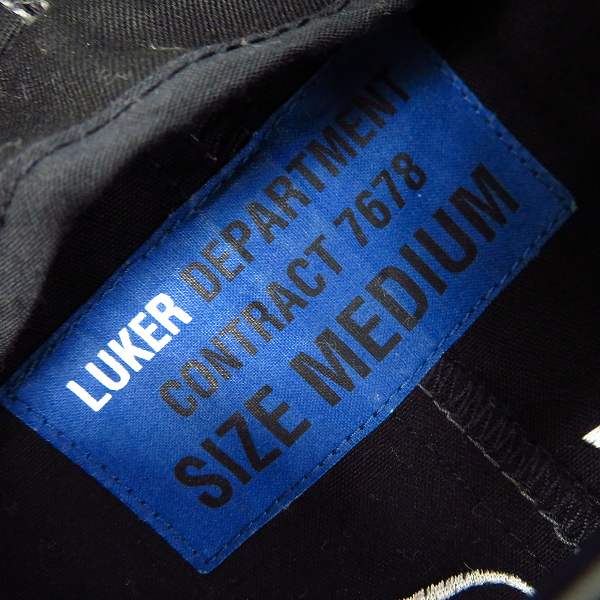 LUKER DEPARTMENT
CONTRACT 7678
SIZE MEDIUM